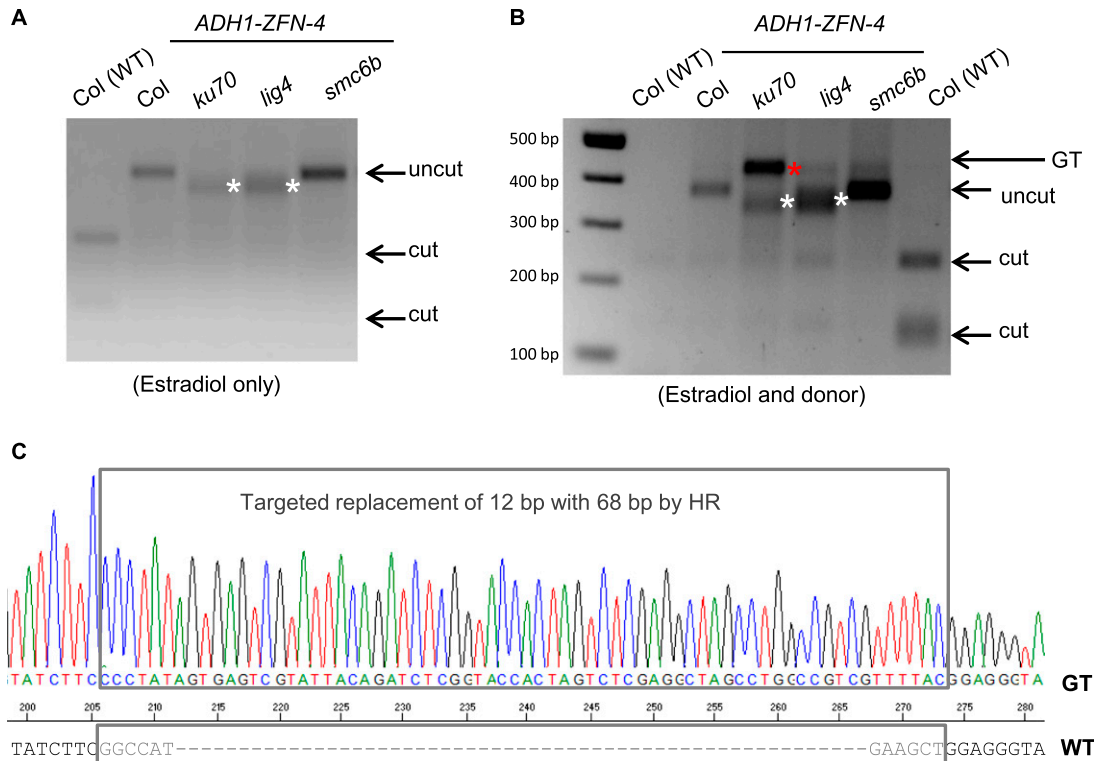 A
ADH1-ZFN-4
Col (WT)
Col
ku70
lig4
smc6b
*
*
uncut
cut
cut
(Estradiol only)
B
ADH1-ZFN-4
Col (WT)
Col
ku70
lig4
smc6b
Col (WT)
500 bp
400 bp
300 bp
200 bp
100 bp
*
*
*
GT
uncut
cut
cut
(Estradiol and donor)
C
Targeted replacement of 12 bp with 68 bp by HR
TATCTTCCCCTATAGTGAGTCGTATTACAGATCTCGGTACCACTAGTCTCGAGGCTAGCCTGGCCGTCGTTTTACGGAGGGTA GT
200 205 210 215 220 225 230 235 240 245 250 255 260 265 270 275 280
TATCTTCGGCCAT--------------------------------------------------------GAAGCTGGAGGGTA WT